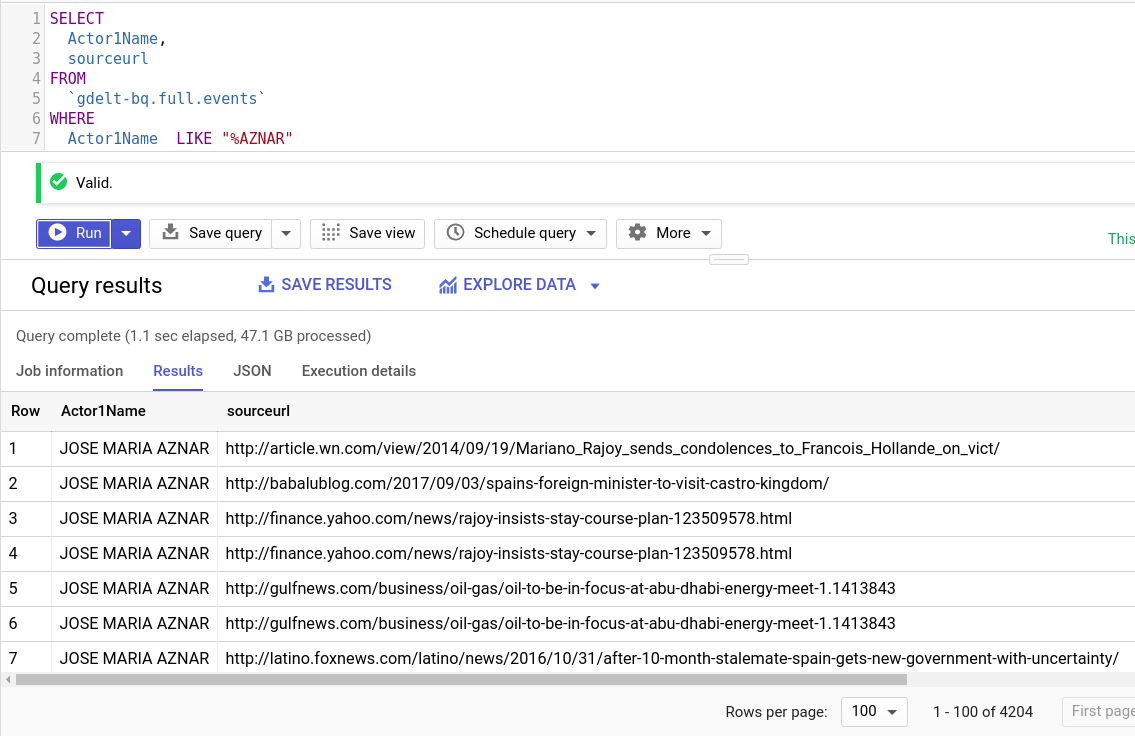 1 SELECT
2 Actor1Name,
3 sourceurl
4 FROM
5 `gdelt-bq.full.events`
6 WHERE
7 Actor1Name LIKE "%AZNAR"
Valid.
Run Save query Save view Schedule query More This
Query results SAVE RESULTS EXPLORE DATA
Query complete (1.1 sec elapsed, 47.1 GB processed)
Job information Results JSON Execution details
Row Actor1Name sourceurl
1 JOSE MARIA AZNAR http://article.wn.com/view/2014/09/19/Mariano_Rajoy_sends_condolences_to_Francois_Hollande_on_vict/
2 JOSE MARIA AZNAR http://babalublog.com/2017/09/03/spains-foreign-minister-to-visit-castro-kingdom/
3 JOSE MARIA AZNAR http://finance.yahoo.com/news/rajoy-insists-stay-course-plan-123509578.html
4 JOSE MARIA AZNAR http://finance.yahoo.com/news/rajoy-insists-stay-course-plan-123509578.html
5 JOSE MARIA AZNAR http://gulfnews.com/business/oil-gas/oil-to-be-in-focus-at-abu-dhabi-energy-meet-1.1413843
6 JOSE MARIA AZNAR http://gulfnews.com/business/oil-gas/oil-to-be-in-focus-at-abu-dhabi-energy-meet-1.1413843
7 JOSE MARIA AZNAR http://latino.foxnews.com/latino/news/2016/10/31/after-10-month-stalemate-spain-gets-new-government-with-uncertainty/
Rows per page: 100 1 - 100 of 4204 First page